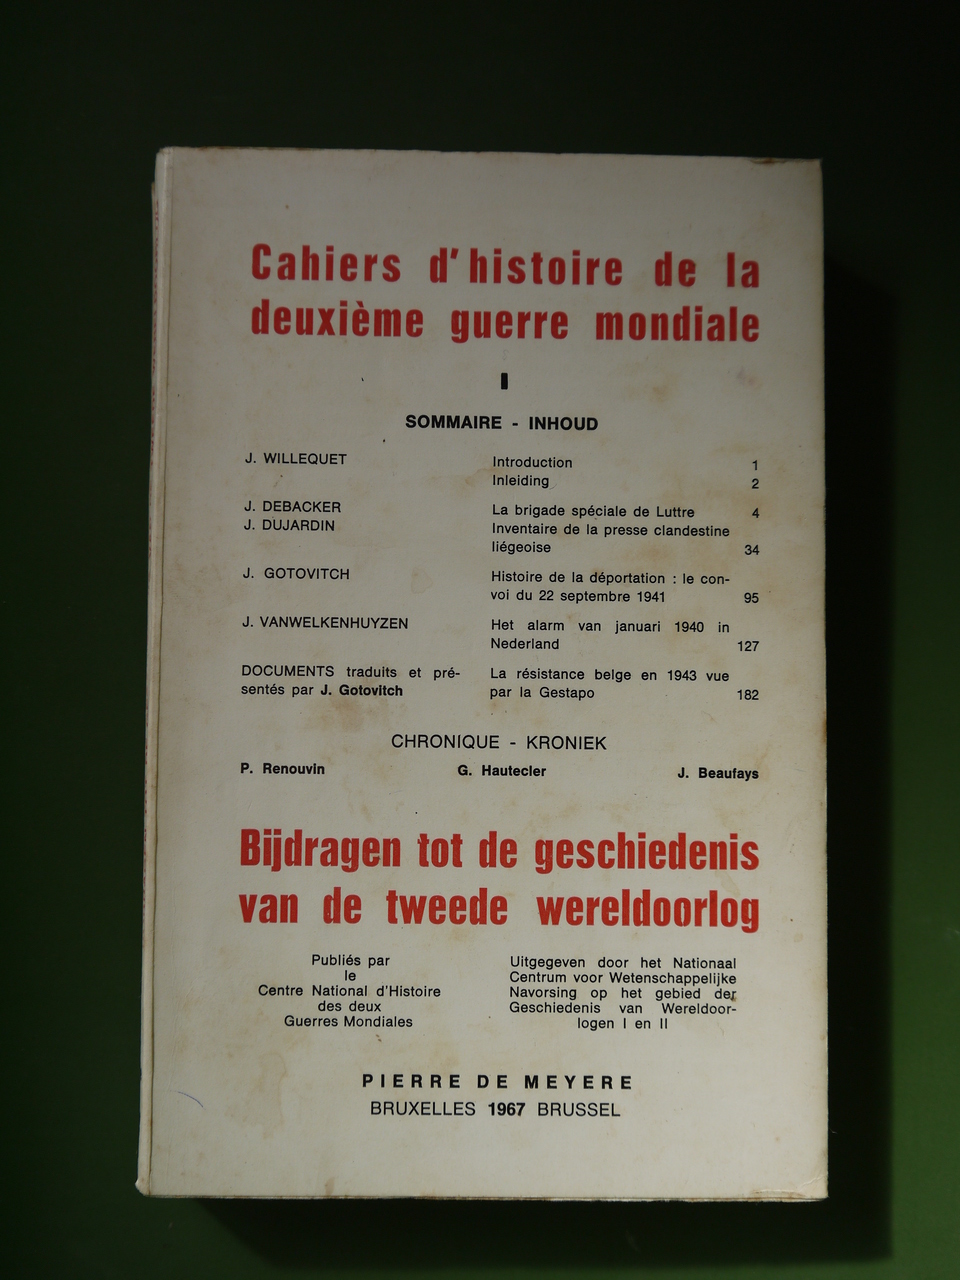 Cahiers d'histoire de la
deuxième guerre mondiale
I
SOMMAIRE - INHOUD
J. WILLEQUET Introduction 1
Inleiding 2
J. DEBACKER La brigade spéciale de Luttre 4
J. DUJARDIN Inventaire de la presse clandestine
liégeoise 34
J. GOTOVITCH Histoire de la déportation : le con-
voi du 22 septembre 1941 95
J. VANWELKENHUYZEN Het alarm van januari 1940 in
Nederland 127
DOCUMENTS traduits et pré- La résistance belge en 1943 vue
sentés par J. Gotovitch par la Gestapo 182
CHRONIQUE - KRONIEK
P. Renouvin G. Hautecler J. Beaufays
Bijdragen tot de geschiedenis
van de tweede wereldoorlog
Publiés par
le
Centre National d'Histoire
des deux
Guerres Mondiales
Uitgegeven door het Nationaal
Centrum voor Wetenschappelijke
Navorsing op het gebied der
Geschiedenis van Wereldoor-
logen I en II
PIERRE DE MEYERE
BRUXELLES 1967 BRUSSEL